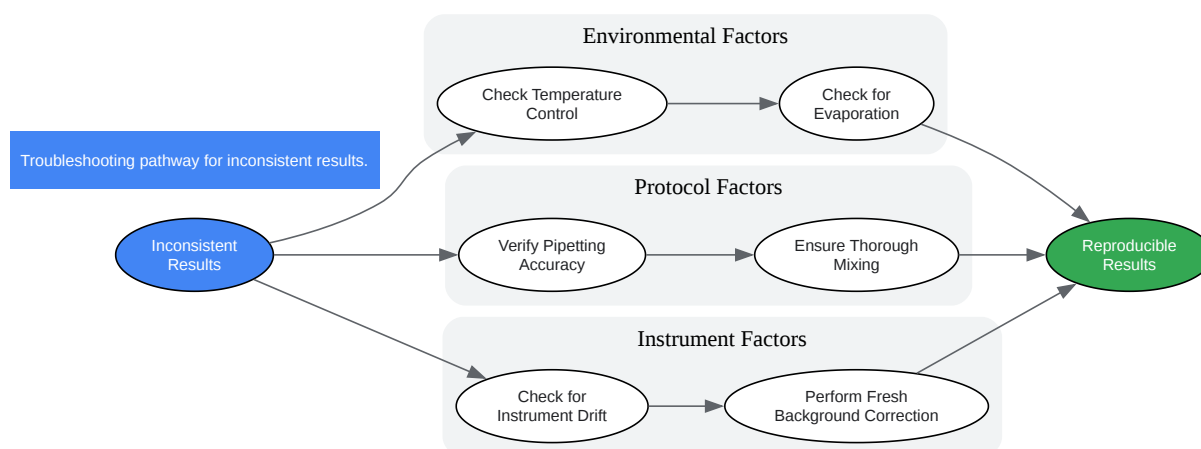 Environmental Factors
Check Temperature
Control
Check for
Evaporation
Troubleshooting pathway for inconsistent results.
Protocol Factors
Inconsistent
Results
Verify Pipetting
Accuracy
Ensure Thorough
Mixing
Reproducible
Results
Instrument Factors
Check for
Instrument Drift
Perform Fresh
Background Correction